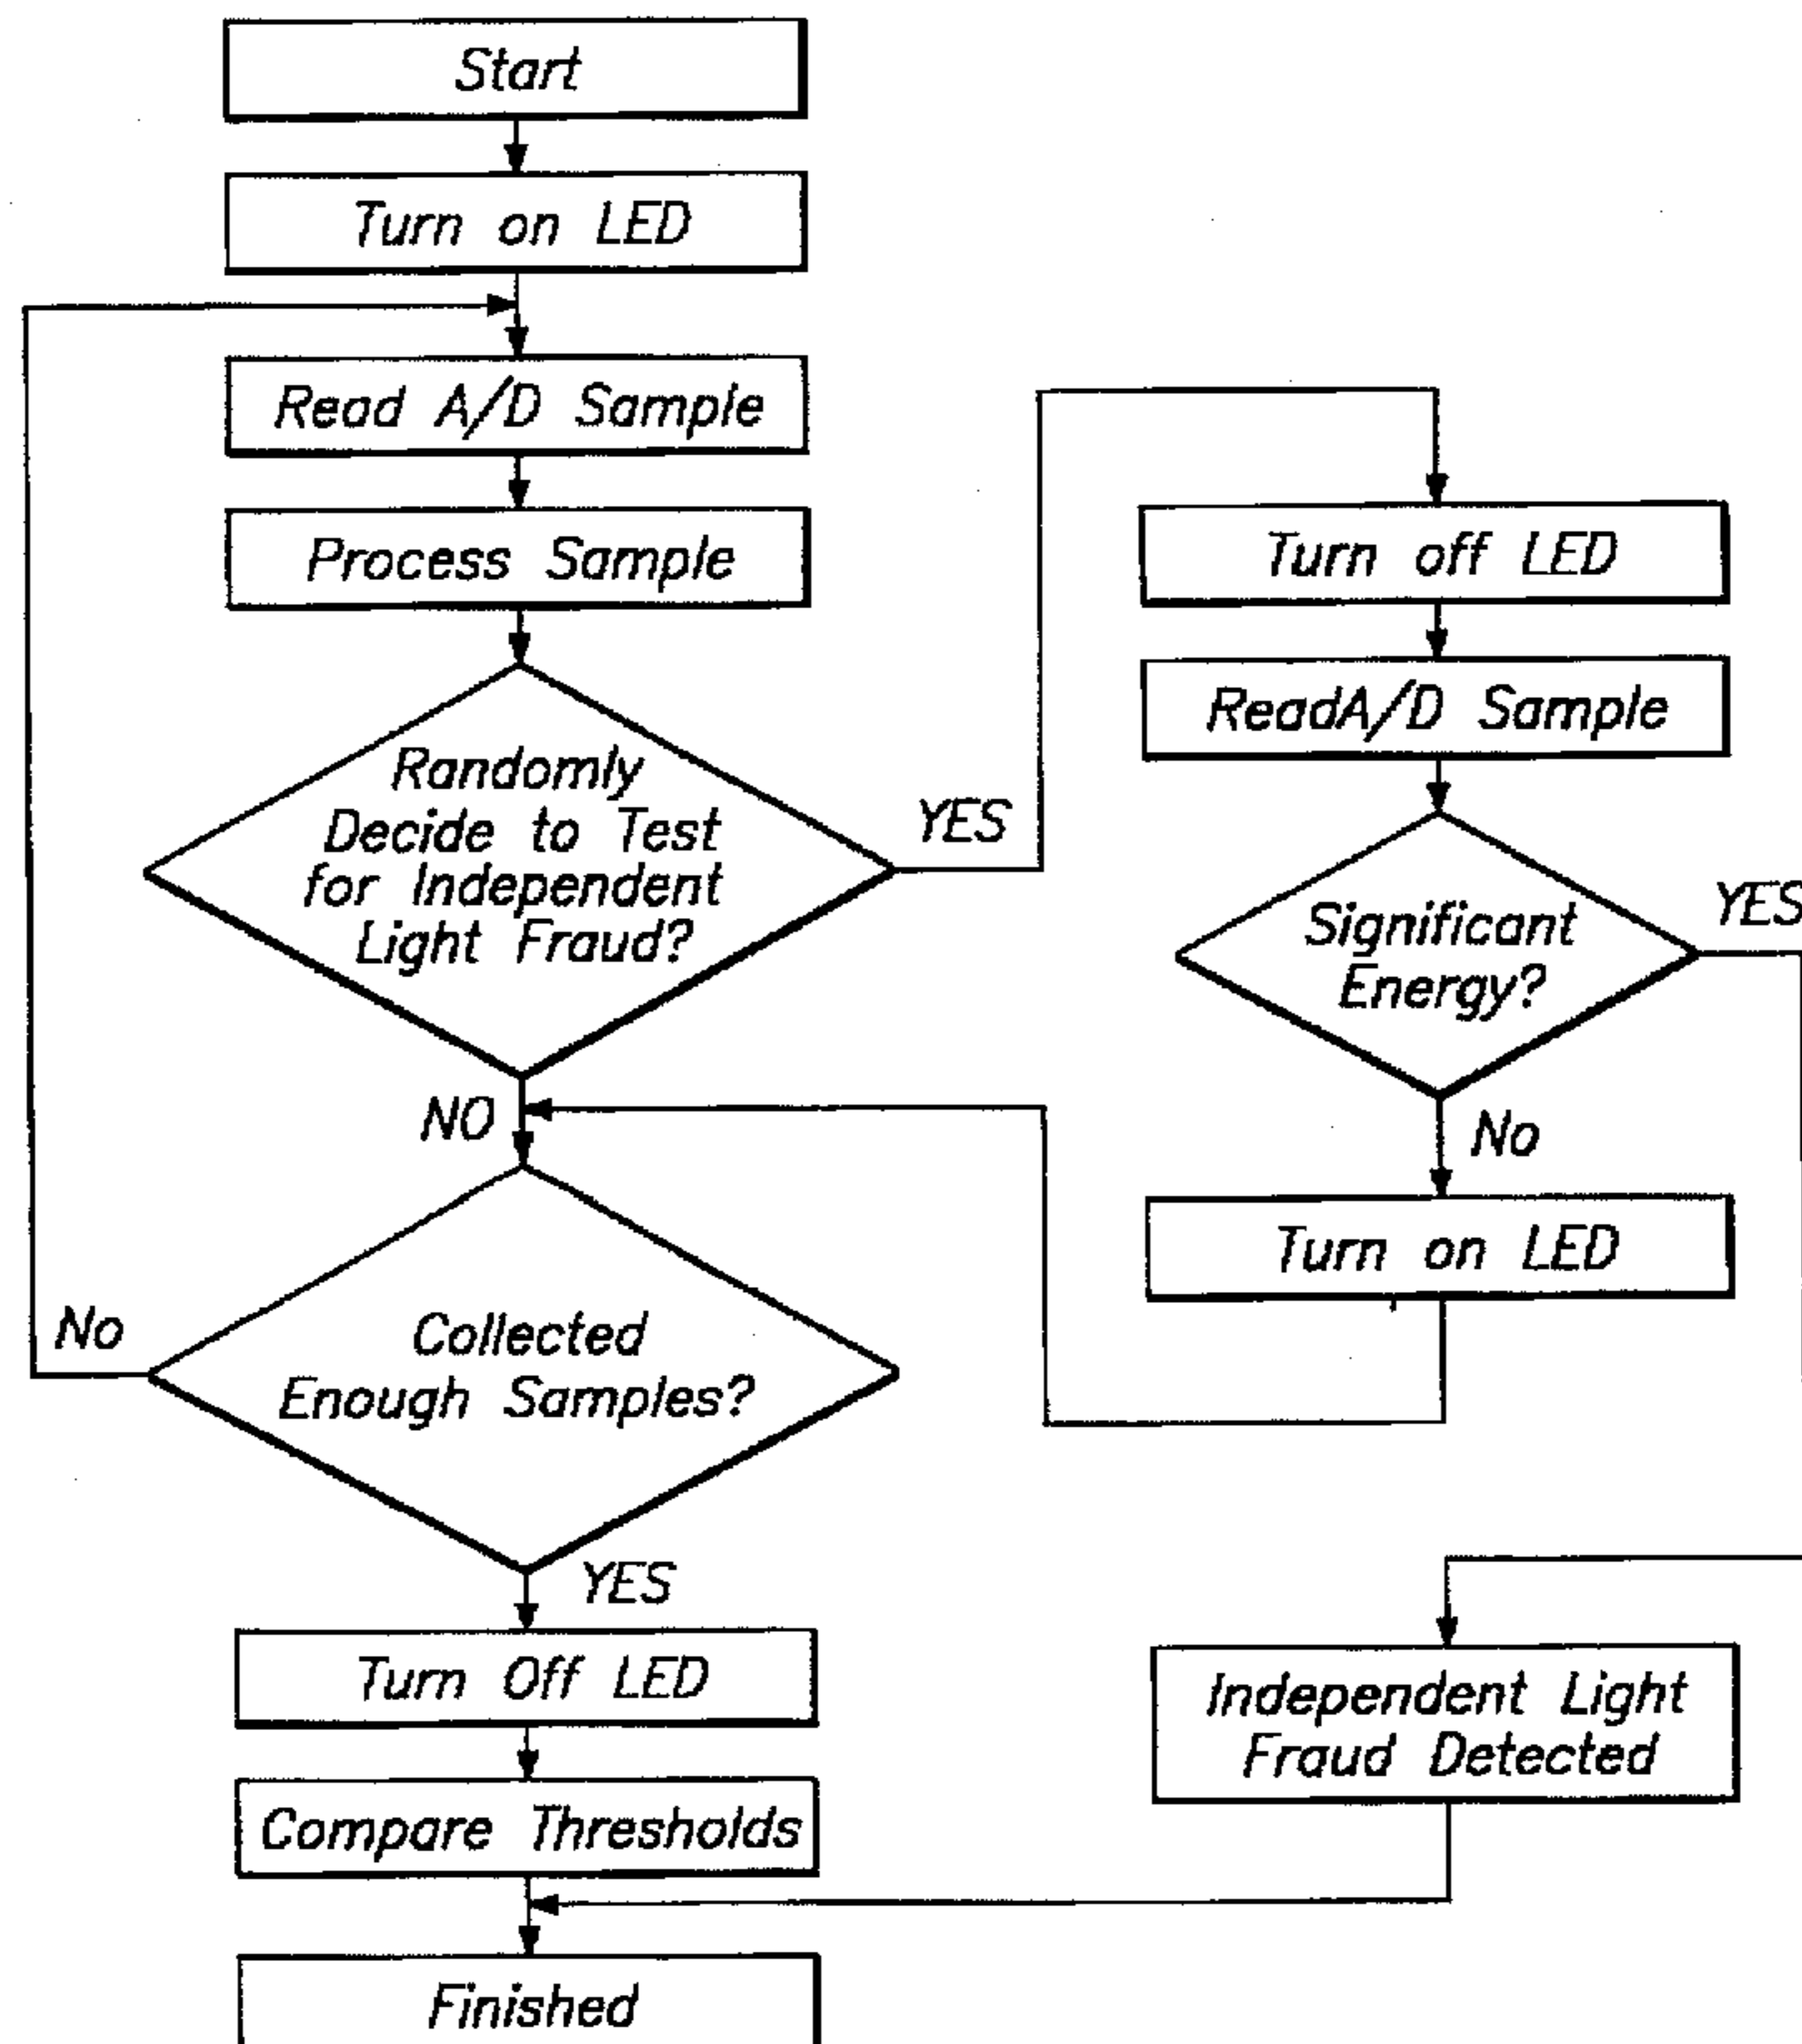 Start
Turn on LED
Read A/D Sample
Process Sample
Randomly
Decide to Test
for Independent
Light Fraud?
YES
NO
Turn off LED
ReadA/D Sample
Significant
Energy?
YES
No
Turn on LED
Collected
Enough Samples?
No
YES
Turn Off LED
Compare Thresholds
Independent Light
Fraud Detected
Finished